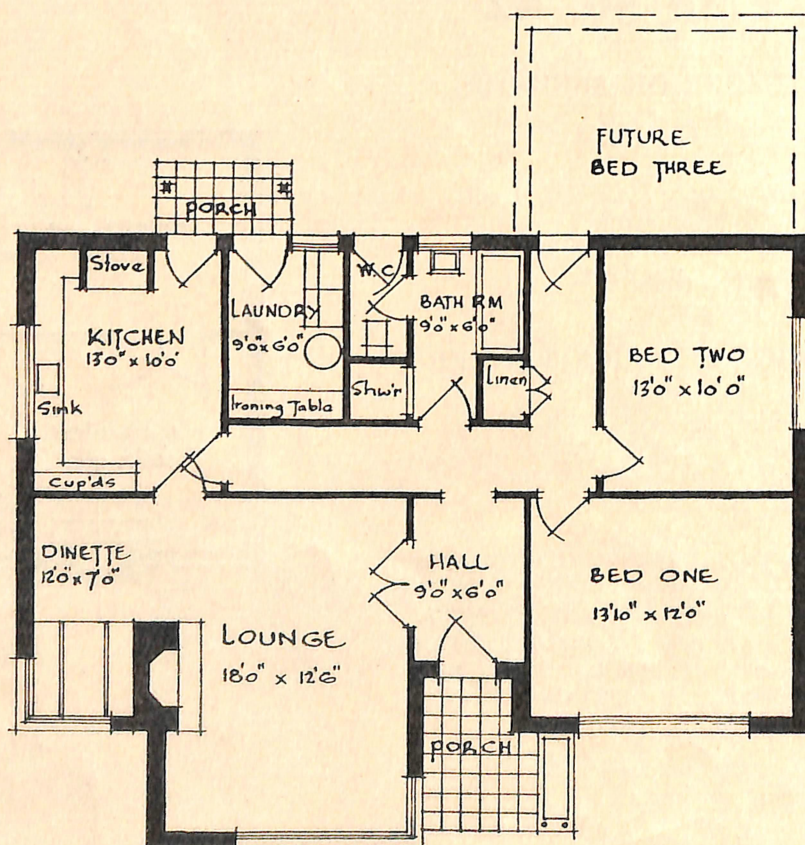 FUTURE
BED THREE
PORCH
Stove
W.C
LAUNDRY
9'0" x 6'0"
BATH RM
9'0" x 6'0"
KITCHEN
13'0" x 10'0'
BED TWO
13'0" x 10'0"
Sink
Ironing Table
Shw'r
Linen
Cup'ds
DINETTE
12'0" x 7'0"
HALL
9'0" x 6'0"
BED ONE
13'10" x 12'0"
LOUNGE
18'0" x 12'6"
PORCH